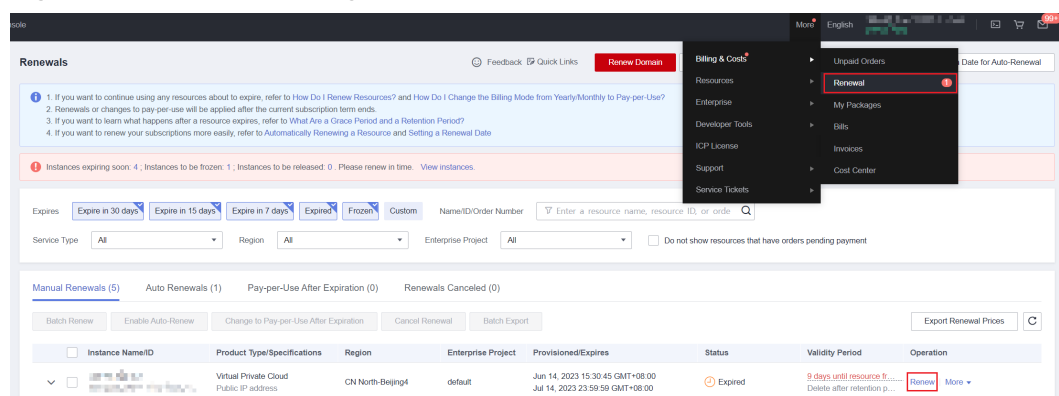 nsole
More
English
99+
Renewals
Feedback
Quick Links
Renew Domain
Date for Auto-Renewal
Billing & Costs
Resources
Enterprise
Developer Tools
ICP License
Support
Service Tickets
Unpaid Orders
Renewal 1
My Packages
Bills
Invoices
Cost Center
1. If you want to continue using any resources about to expire, refer to How Do I Renew Resources? and How Do I Change the Billing Mode from Yearly/Monthly to Pay-per-Use?
2. Renewals or changes to pay-per-use will be applied after the current subscription term ends.
3. If you want to learn what happens after a resource expires, refer to What Are a Grace Period and a Retention Period?
4. If you want to renew your subscriptions more easily, refer to Automatically Renewing a Resource and Setting a Renewal Date
Instances expiring soon: 4 ; Instances to be frozen: 1 ; Instances to be released: 0 . Please renew in time. View instances.
Expires
Expire in 30 days
Expire in 15 days
Expire in 7 days
Expired
Frozen
Custom
Name/ID/Order Number
Enter a resource name, resource ID, or orde
Service Type
All
Region
All
Enterprise Project
All
Do not show resources that have orders pending payment
Manual Renewals (5)
Auto Renewals (1)
Pay-per-Use After Expiration (0)
Renewals Canceled (0)
Batch Renew
Enable Auto-Renew
Change to Pay-per-Use After Expiration
Cancel Renewal
Batch Export
Export Renewal Prices
Instance Name/ID
Product Type/Specifications
Region
Enterprise Project
Provisioned/Expires
Status
Validity Period
Operation
Virtual Private Cloud
Public IP address
CN North-Beijing4
default
Jun 14, 2023 15:30:45 GMT+08:00
Jul 14, 2023 23:59:59 GMT+08:00
Expired
9 days until resource fr...
Delete after retention p...
Renew
More